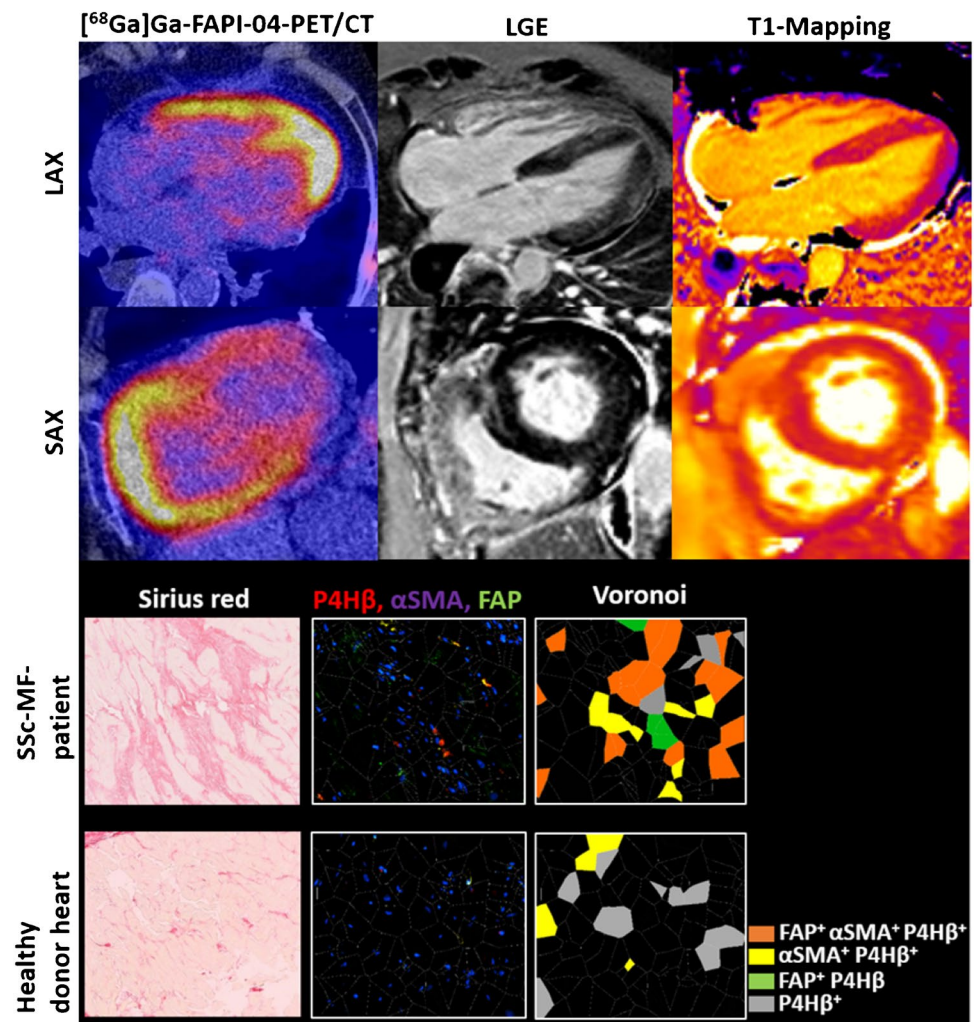 [⁶⁸Ga]Ga-FAPI-04-PET/CT
LGE
T1-Mapping
LAX
SAX
Sirius red
P4Hβ, αSMA, FAP
Voronoi
SSc-MF-
patient
Healthy
donor heart
FAP⁺ αSMA⁺ P4Hβ⁺
αSMA⁺ P4Hβ⁺
FAP⁺ P4Hβ
P4Hβ⁺